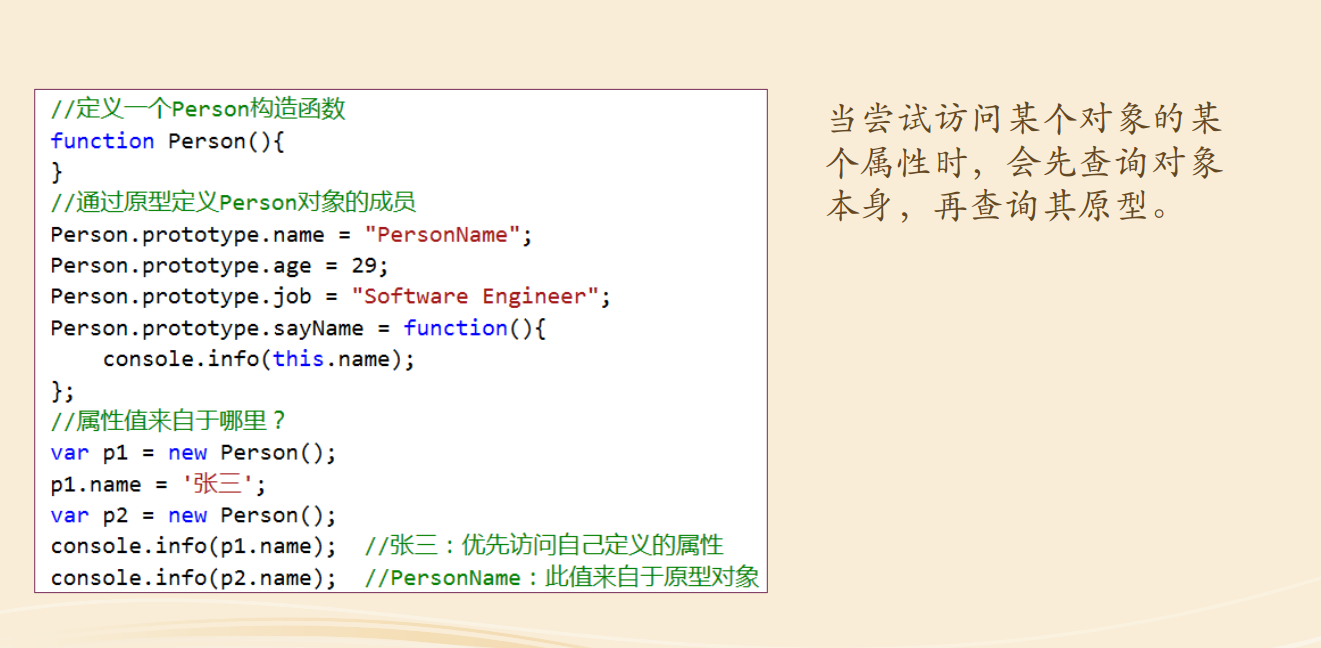 //定义一个Person构造函数
function Person(){
}
//通过原型定义Person对象的成员
Person.prototype.name = "PersonName";
Person.prototype.age = 29;
Person.prototype.job = "Software Engineer";
Person.prototype.sayName = function(){
    console.info(this.name);
};
//属性值来自于哪里？
var p1 = new Person();
p1.name = '张三';
var p2 = new Person();
console.info(p1.name);  //张三：优先访问自己定义的属性
console.info(p2.name);  //PersonName：此值来自于原型对象
当尝试访问某个对象的某
个属性时，会先查询对象
本身，再查询其原型。